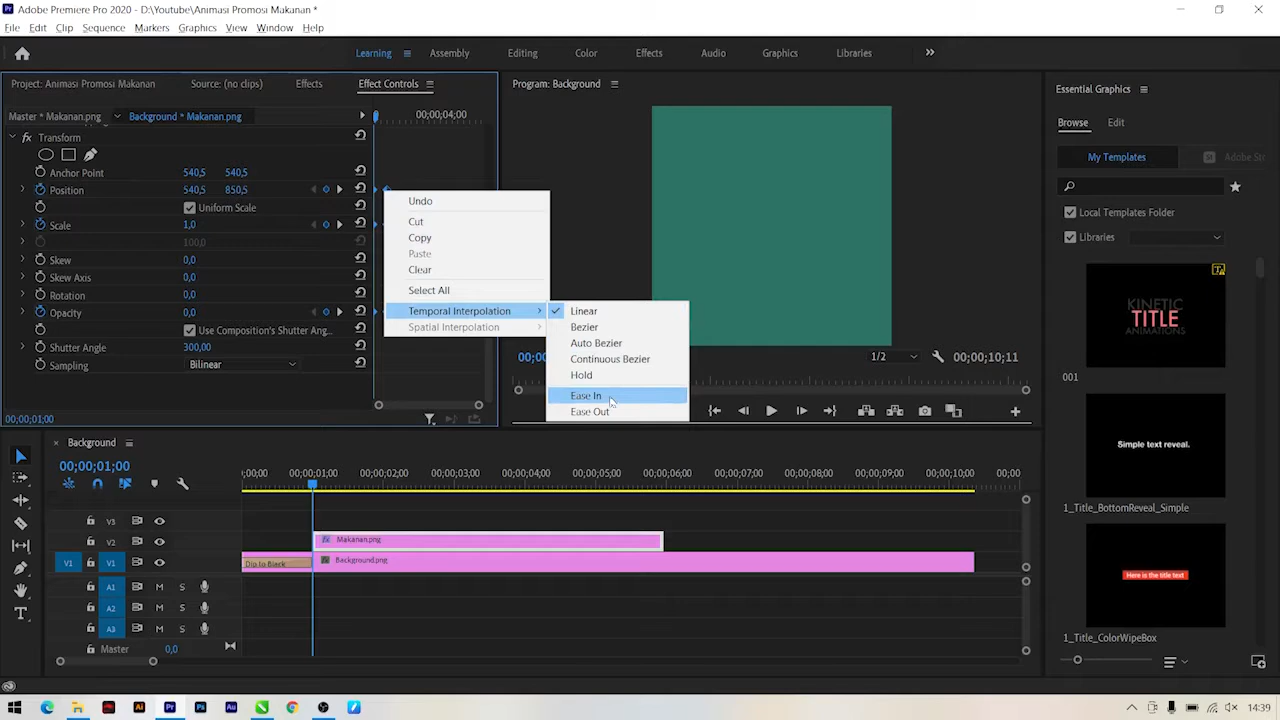 Adobe Premiere Pro 2020 - D:\Youtube\Animasi Promosi Makanan *
File Edit Clip Sequence Markers Graphics View Window Help
Learning Assembly Editing Color Effects Audio Graphics Libraries
Project: Animasi Promosi Makanan Source: (no clips) Effects Effect Controls
Program: Background
Essential Graphics
Browse Edit
My Templates Adobe St
Local Templates Folder
Libraries
Master * Makanan.png Background * Makanan.png 00;00;04;00
fx Transform
Anchor Point 540,5 540,5
Position 540,5 850,5
Uniform Scale
Scale 1,0
100,0
Skew 0,0
Skew Axis 0,0
Rotation 0,0
Opacity 0,0
Use Composition's Shutter Ang...
Shutter Angle 300,00
Sampling Bilinear
00;00;01;00
Undo
Cut
Copy
Paste
Clear
Select All
Temporal Interpolation
Spatial Interpolation
Linear
Bezier
Auto Bezier
Continuous Bezier
Hold
Ease In
Ease Out
00;0
1/2
00;00;10;11
KINETIC
TITLE
ANIMATIONS
001
Simple text reveal.
1_Title_BottomReveal_Simple
Here is the title text
1_Title_ColorWipeBox
Background
00;00;01;00
;00;00 00;00;01;00 00;00;02;00 00;00;03;00 00;00;04;00 00;00;05;00 00;00;06;00 00;00;07;00 00;00;08;00 00;00;09;00 00;00;10;00 00;00
V3
V2
fx Makanan.png
V1 V1
Dip to Black
fx Background.png
A1 M S
A2 M S
A3 M S
Master 0,0
Ai Pr Ps Au
14:39